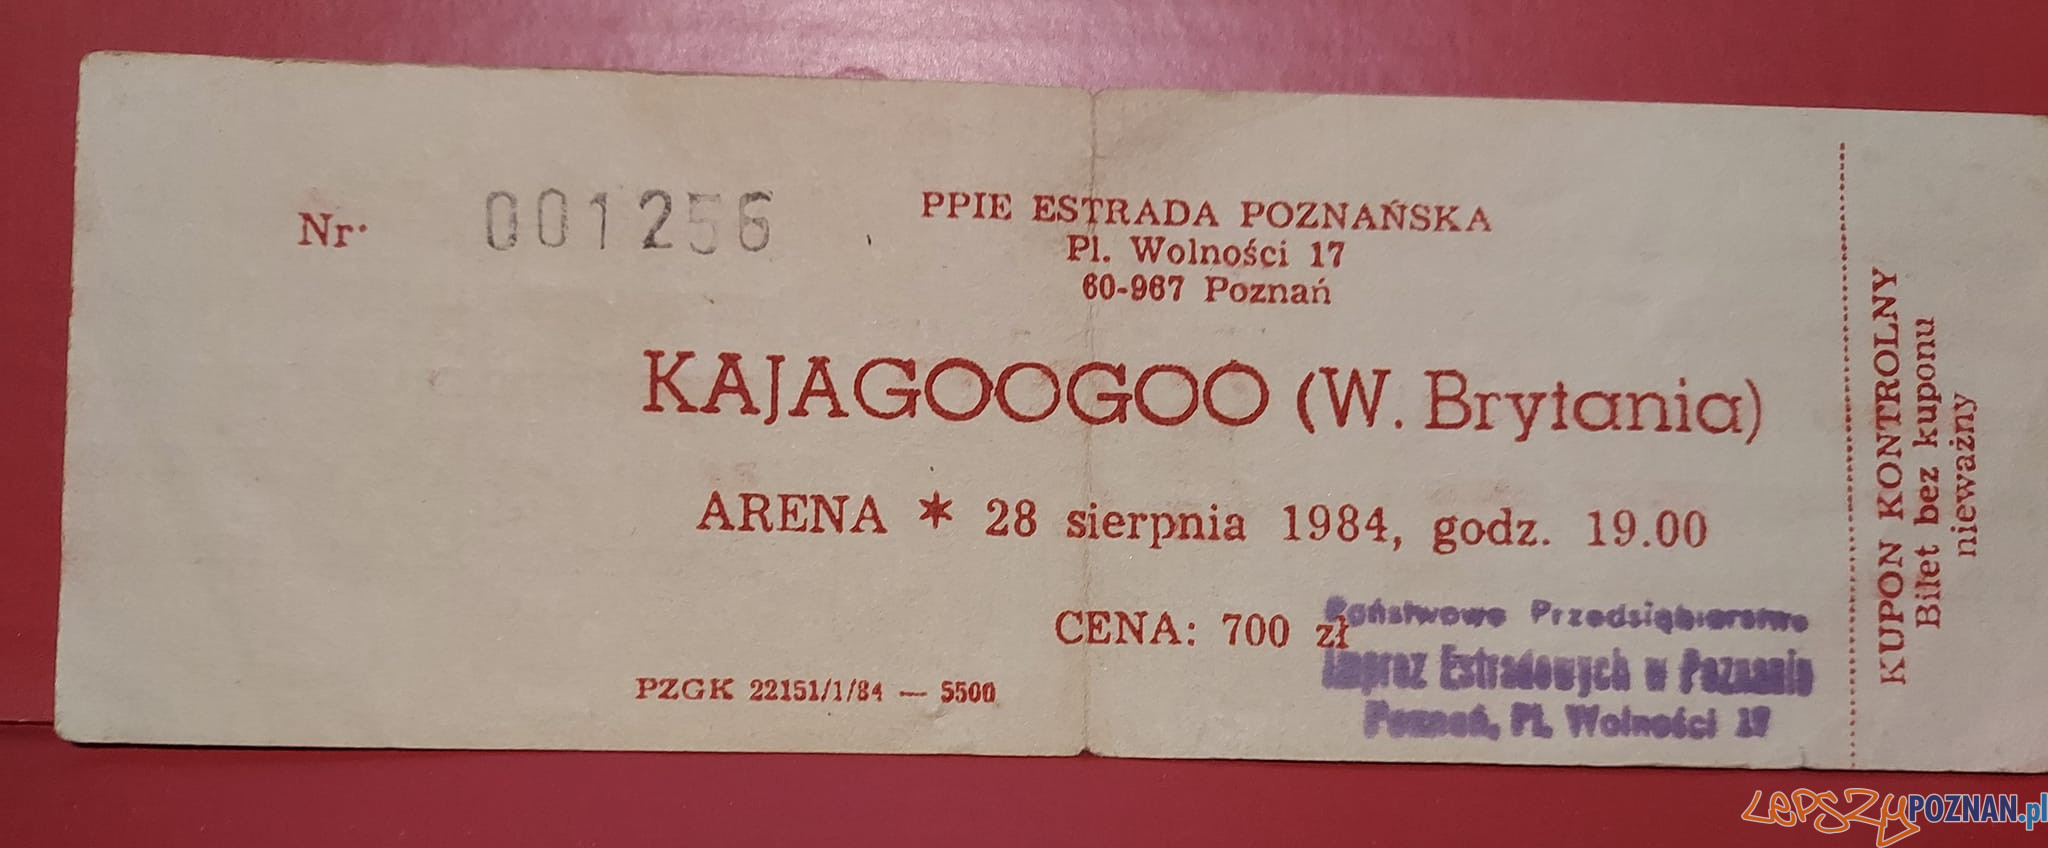 Nr. 001256
PPIE ESTRADA POZNAŃSKA
Pl. Wolności 17
60-967 Poznań
KAJAGOOGOO (W. Brytania)
ARENA * 28 sierpnia 1984, godz. 19.00
CENA: 700 zł
PZGK 22151/1/84 — 5500
Państwowe Przedsiębiorstwo
Imprez Estradowych w Poznaniu
Poznań, Pl. Wolności 17
KUPON KONTROLNY
Bilet bez kuponu
nieważny
LEPSZYPOZNAN.pl